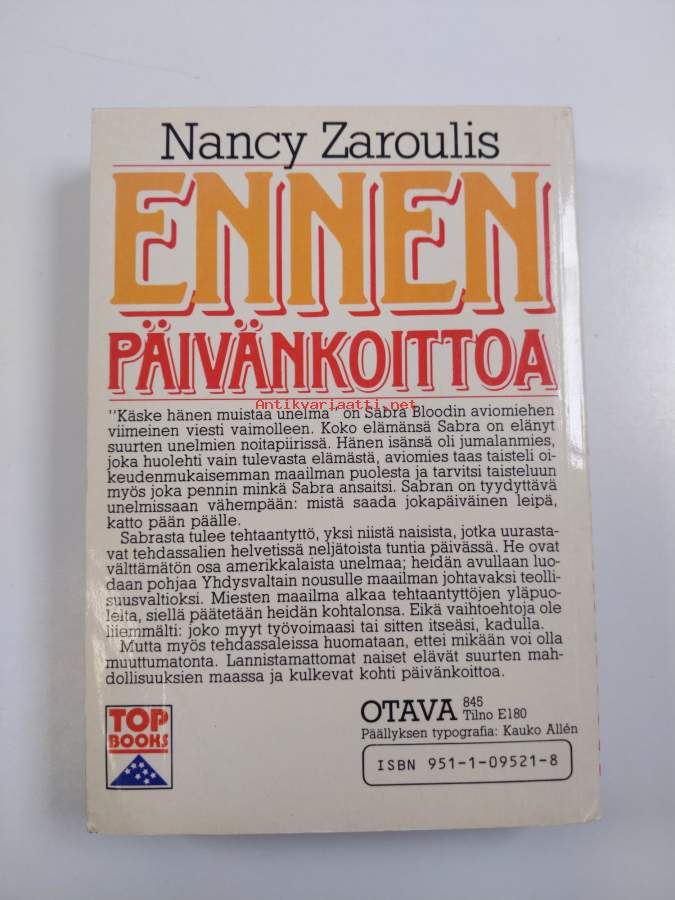 Nancy Zaroulis
ENNEN
PÄIVÄNKOITTOA
Antikvariaatti.net
"Käske hänen muistaa unelma" on Sabra Bloodin aviomiehen
viimeinen viesti vaimolleen. Koko elämänsä Sabra on elänyt
suurten unelmien noitapiirissä. Hänen isänsä oli jumalanmies,
joka huolehti vain tulevasta elämästä, aviomies taas taisteli oi-
keudenmukaisemman maailman puolesta ja tarvitsi taisteluun
myös joka pennin minkä Sabra ansaitsi. Sabran on tyydyttävä
unelmissaan vähempään: mistä saada jokapäiväinen leipä,
katto pään päälle.
Sabrasta tulee tehtaantyttö, yksi niistä naisista, jotka uurasta-
vat tehdassalien helvetissä neljätoista tuntia päivässä. He ovat
välttämätön osa amerikkalaista unelmaa; heidän avullaan luo-
daan pohjaa Yhdysvaltain nousulle maailman johtavaksi teolli-
suusvaltioksi. Miesten maailma alkaa tehtaantyttöjen yläpuo-
lelta, siellä päätetään heidän kohtalonsa. Eikä vaihtoehtoja ole
liiemmälti: joko myyt työvoimaasi tai sitten itseäsi, kadulla.
Mutta myös tehdassaleissa huomataan, ettei mikään voi olla
muuttumatonta. Lannistamattomat naiset elävät suurten mah-
dollisuuksien maassa ja kulkevat kohti päivänkoittoa.
TOP
BOOKS
OTAVA 845
Tilno E180
Päällyksen typografia: Kauko Allén
ISBN 951-1-09521-8